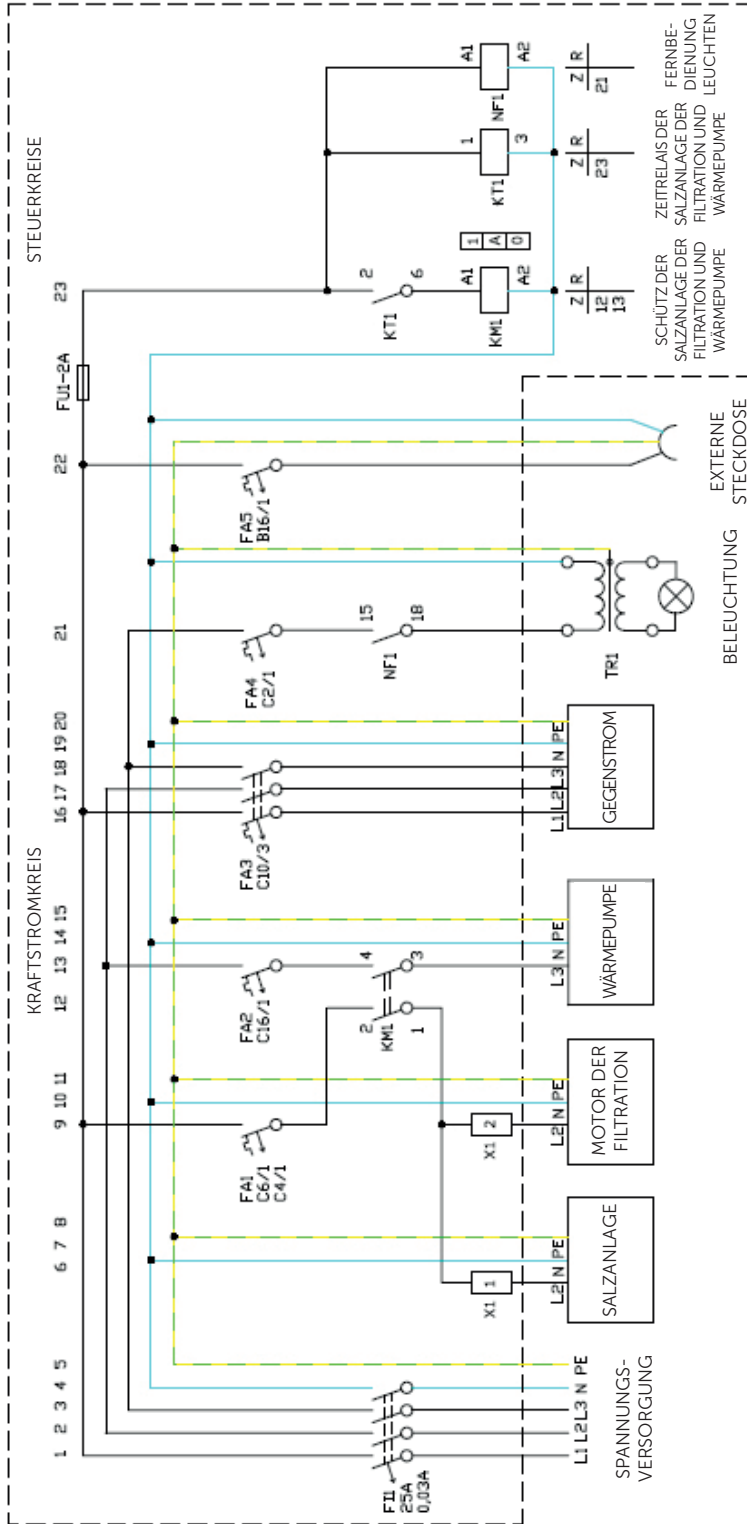 KRAFTSTROMKREIS
STEUERKREISE
1 2 3 4 5 6 7 8 9 10 11 12 13 14 15 16 17 18 19 20 21 22 23
FU1-2A
FI1
25A
0,03A
FA1
C6/1
C4/1
FA2
C16/1
FA3
C10/3
FA4
C2/1
FA5
B16/1
2
1
KM1
4
3
15
NF1
18
KT1
2
6
KM1
A1
A2
1
A
0
KT1
1
3
NF1
A1
A2
X1 1
X1 2
TR1
L1 L2 L3 N PE
SPANNUNGS-
VERSORGUNG
L2 N PE
SALZANLAGE
L2 N PE
MOTOR DER
FILTRATION
L3 N PE
WÄRMEPUMPE
L1 L2 L3 N PE
GEGENSTROM
BELEUCHTUNG
EXTERNE
STECKDOSE
Z R
12
13
SCHÜTZ DER
SALZANLAGE DER
FILTRATION UND
WÄRMEPUMPE
Z R
23
ZEITRELAIS DER
SALZANLAGE DER
FILTRATION UND
WÄRMEPUMPE
Z R
21
FERNBE-
DIENUNG
LEUCHTEN